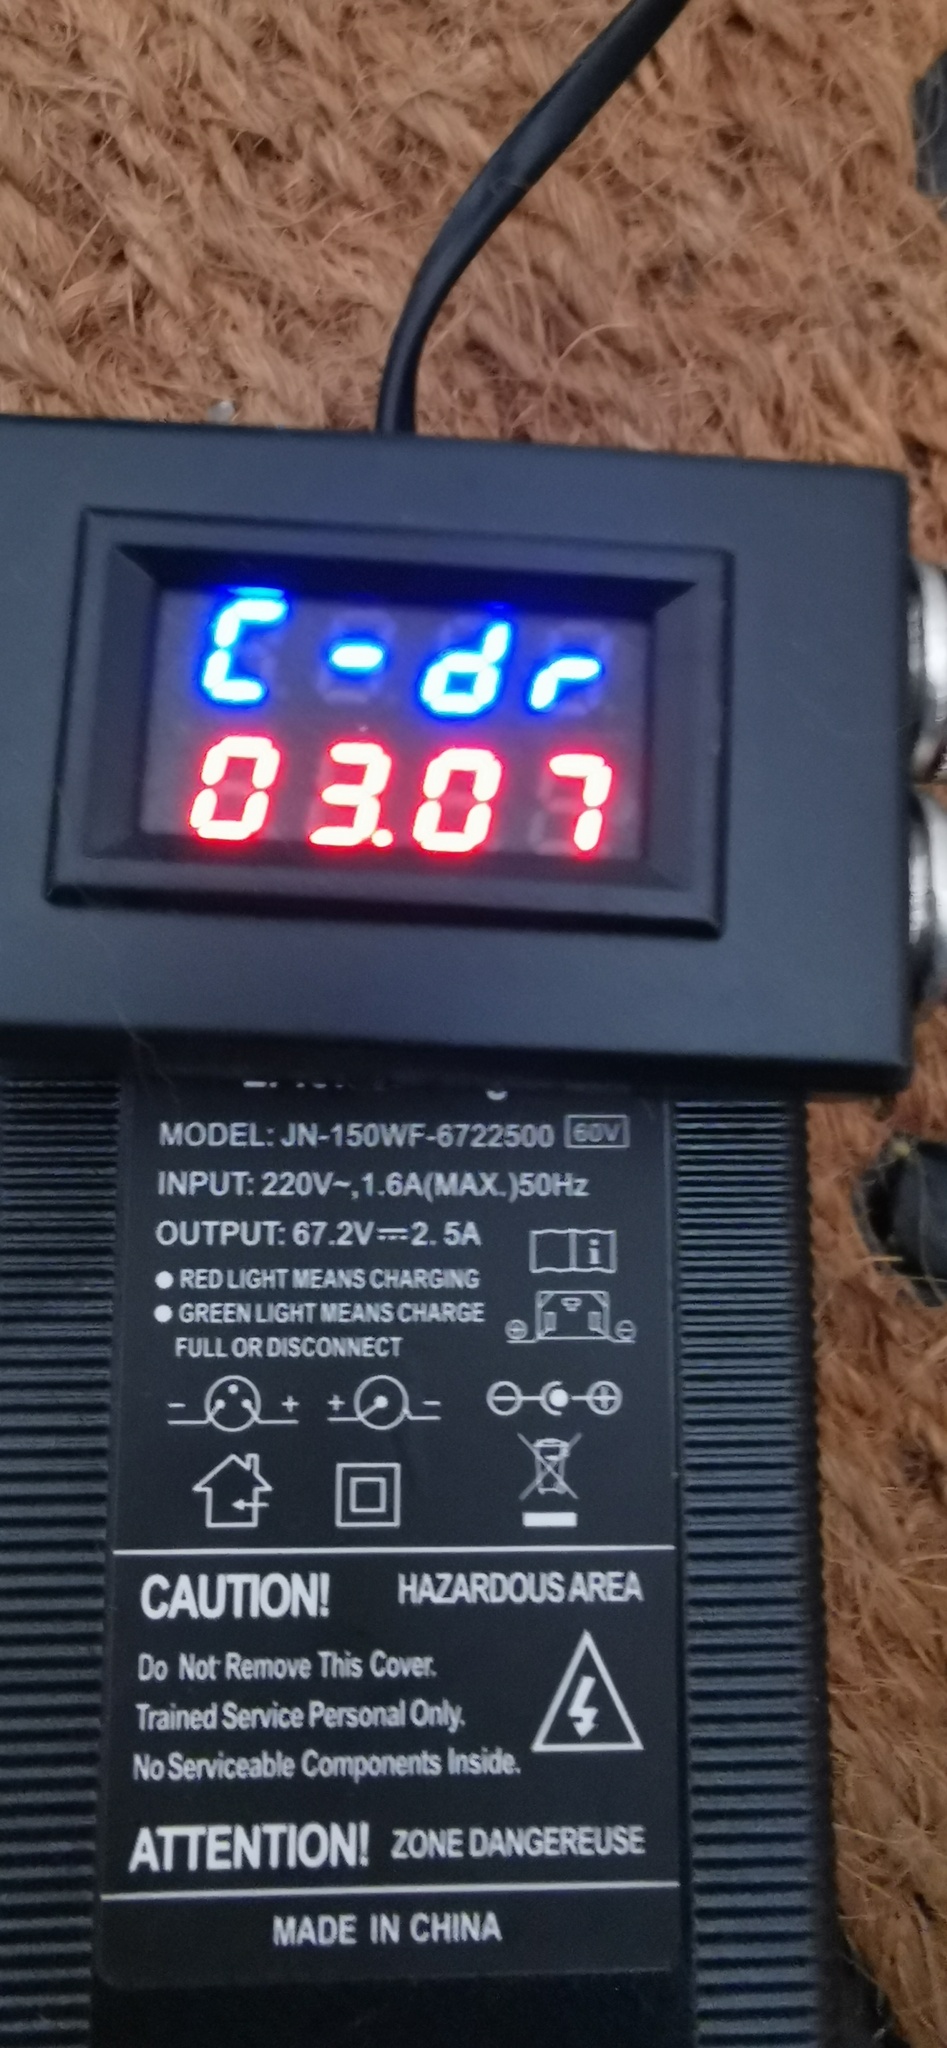 C-dr
03.07
MODEL: JN-150WF-6722500 60V
INPUT: 220V~,1.6A(MAX.)50Hz
OUTPUT: 67.2V⎓2.5A
● RED LIGHT MEANS CHARGING
● GREEN LIGHT MEANS CHARGE
FULL OR DISCONNECT
CAUTION! HAZARDOUS AREA
Do Not Remove This Cover.
Trained Service Personal Only.
No Serviceable Components Inside.
ATTENTION! ZONE DANGEREUSE
MADE IN CHINA